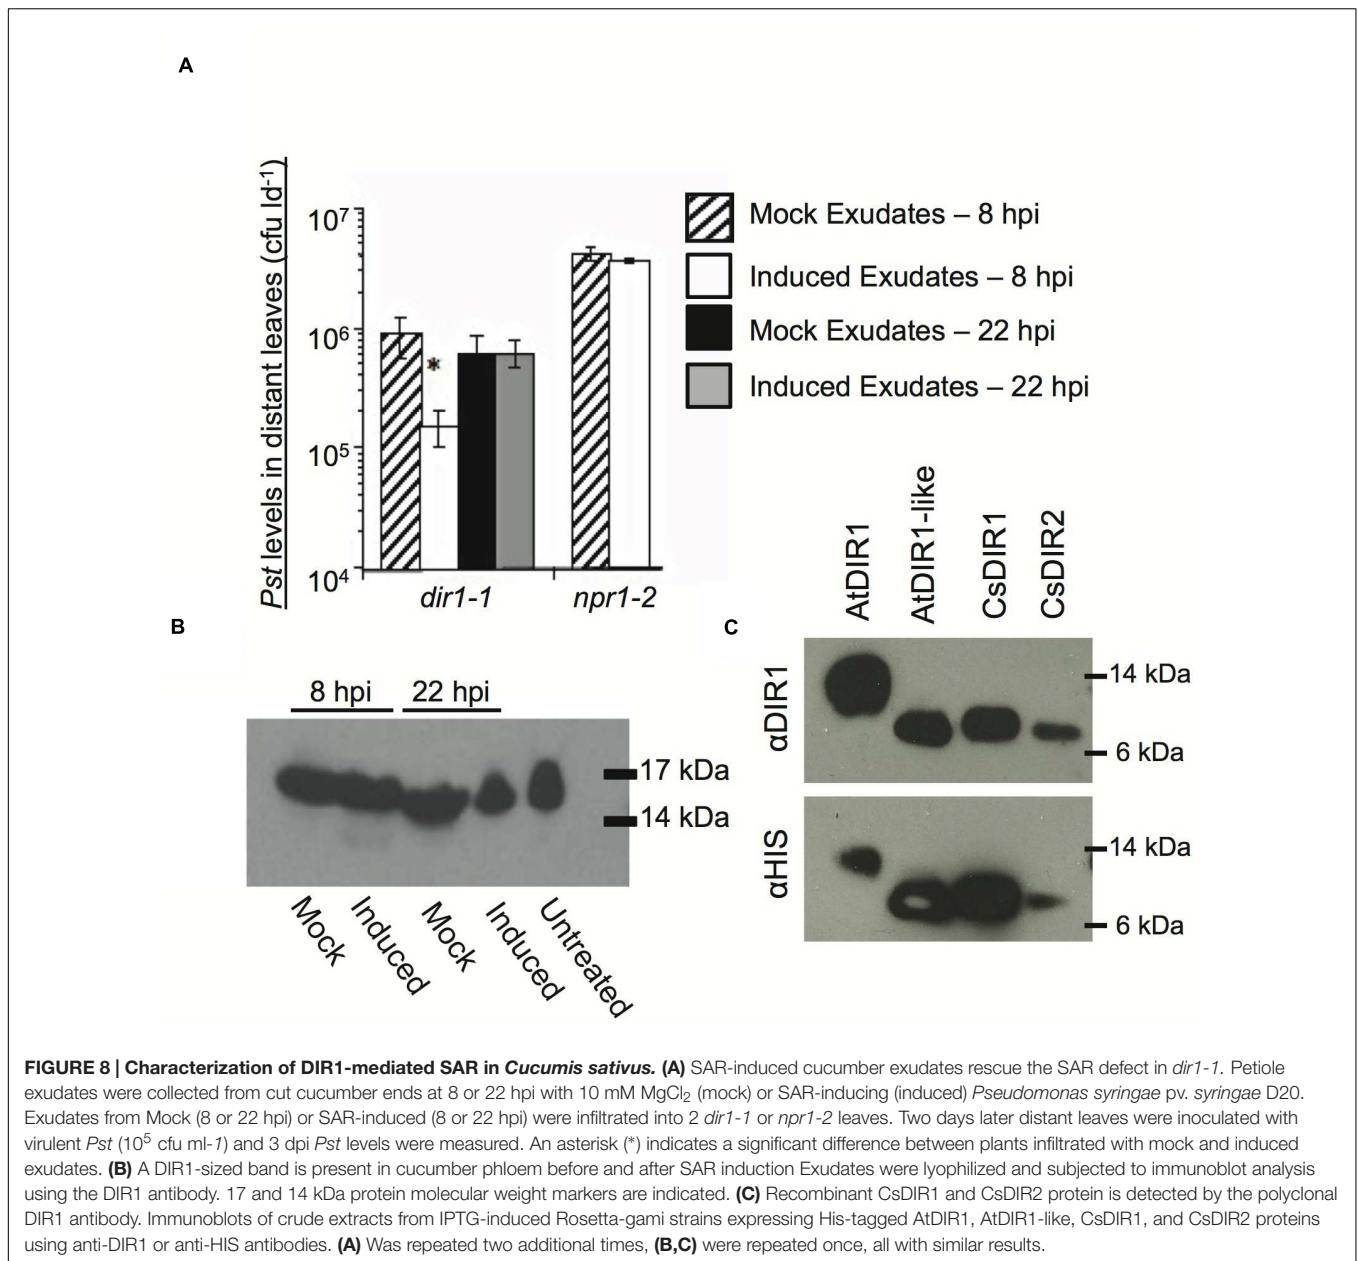 A
Pst levels in distant leaves (cfu ld-1)
10⁷
10⁶
10⁵
10⁴
*
dir1-1
npr1-2
Mock Exudates – 8 hpi
Induced Exudates – 8 hpi
Mock Exudates – 22 hpi
Induced Exudates – 22 hpi
B
8 hpi
22 hpi
17 kDa
14 kDa
Mock
Induced
Mock
Induced
Untreated
C
AtDIR1
AtDIR1-like
CsDIR1
CsDIR2
αDIR1
14 kDa
6 kDa
αHIS
14 kDa
6 kDa
FIGURE 8 | Characterization of DIR1-mediated SAR in Cucumis sativus. (A) SAR-induced cucumber exudates rescue the SAR defect in dir1-1. Petiole
exudates were collected from cut cucumber ends at 8 or 22 hpi with 10 mM MgCl₂ (mock) or SAR-inducing (induced) Pseudomonas syringae pv. syringae D20.
Exudates from Mock (8 or 22 hpi) or SAR-induced (8 or 22 hpi) were infiltrated into 2 dir1-1 or npr1-2 leaves. Two days later distant leaves were inoculated with
virulent Pst (10⁵ cfu ml-1) and 3 dpi Pst levels were measured. An asterisk (*) indicates a significant difference between plants infiltrated with mock and induced
exudates. (B) A DIR1-sized band is present in cucumber phloem before and after SAR induction Exudates were lyophilized and subjected to immunoblot analysis
using the DIR1 antibody. 17 and 14 kDa protein molecular weight markers are indicated. (C) Recombinant CsDIR1 and CsDIR2 protein is detected by the polyclonal
DIR1 antibody. Immunoblots of crude extracts from IPTG-induced Rosetta-gami strains expressing His-tagged AtDIR1, AtDIR1-like, CsDIR1, and CsDIR2 proteins
using anti-DIR1 or anti-HIS antibodies. (A) Was repeated two additional times, (B,C) were repeated once, all with similar results.